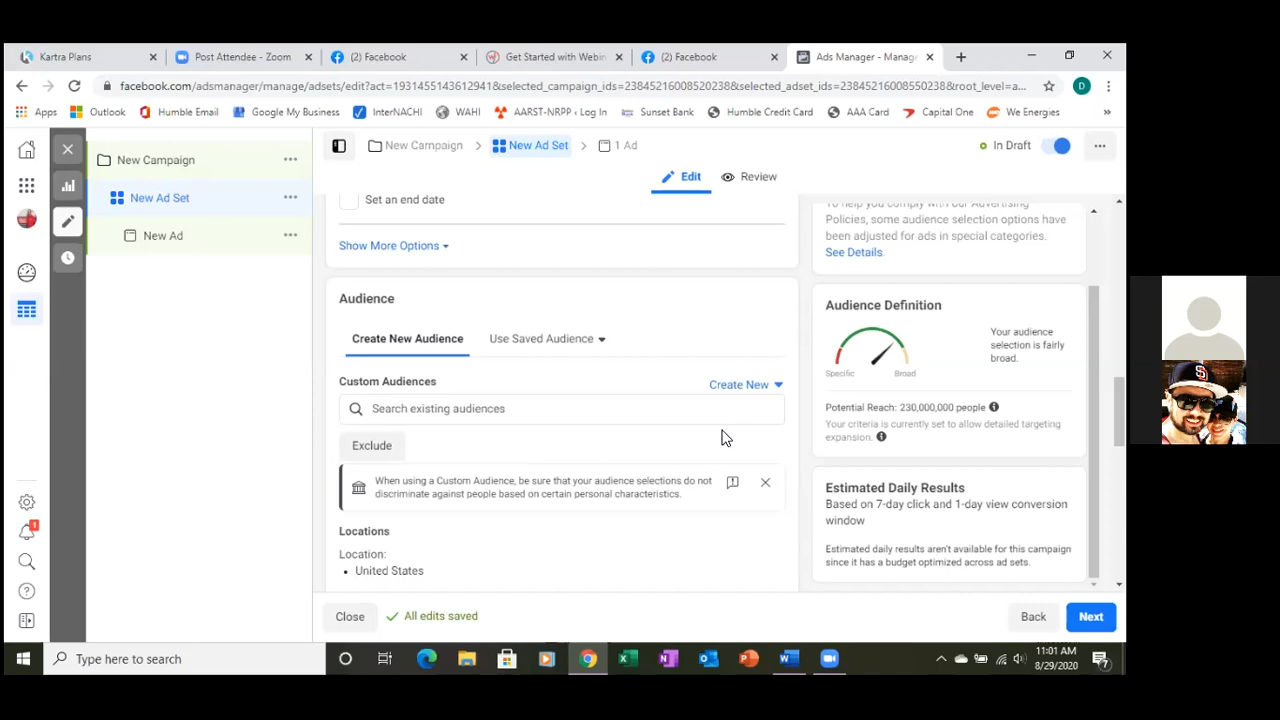 Kartra Plans
Post Attendee - Zoom
(2) Facebook
Get Started with Webin
(2) Facebook
Ads Manager - Manage
facebook.com/adsmanager/manage/adsets/edit?act=1931455143612941&selected_campaign_ids=23845216008520238&selected_adset_ids=23845216008550238&root_level=a...
D
Apps
Outlook
Humble Email
Google My Business
InterNACHI
WAHI
AARST-NRPP ‹ Log In
Sunset Bank
Humble Credit Card
AAA Card
Capital One
We Energies
New Campaign
New Ad Set
New Ad
New Campaign
New Ad Set
1 Ad
In Draft
Edit
Review
Set an end date
Show More Options
Audience
Create New Audience
Use Saved Audience
Custom Audiences
Create New
Search existing audiences
Exclude
When using a Custom Audience, be sure that your audience selections do not
discriminate against people based on certain personal characteristics.
Locations
Location:
• United States
To help you comply with our Advertising
Policies, some audience selection options have
been adjusted for ads in special categories.
See Details
Audience Definition
Specific
Broad
Your audience
selection is fairly
broad.
Potential Reach: 230,000,000 people
Your criteria is currently set to allow detailed targeting
expansion.
Estimated Daily Results
Based on 7-day click and 1-day view conversion
window
Estimated daily results aren't available for this campaign
since it has a budget optimized across ad sets.
1
Close
All edits saved
Back
Next
Type here to search
11:01 AM
8/29/2020
7